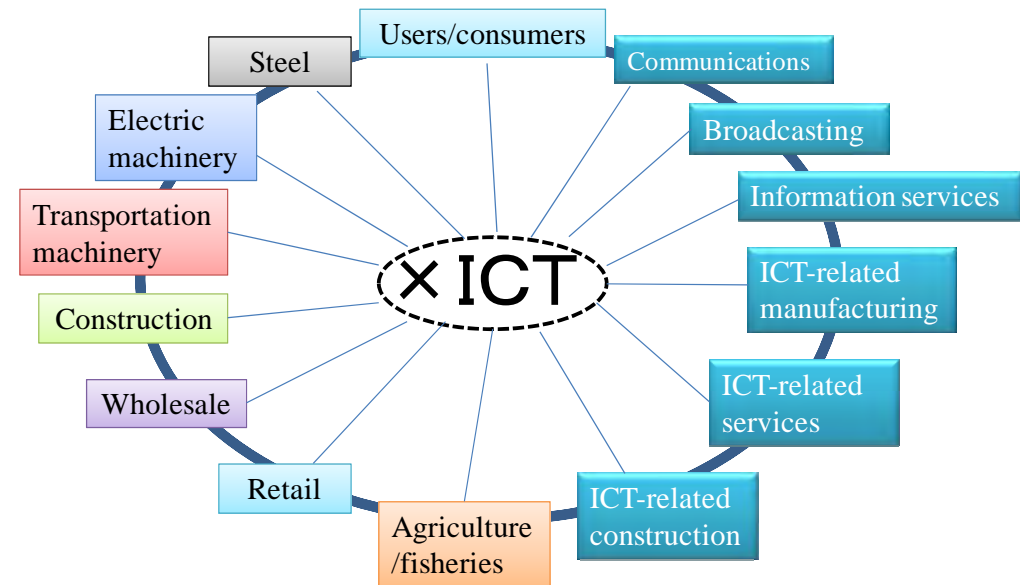 Users/consumers
Communications
Broadcasting
Information services
ICT-related
manufacturing
ICT-related
services
ICT-related
construction
Agriculture
/fisheries
Retail
Wholesale
Construction
Transportation
machinery
Electric
machinery
Steel
× ICT